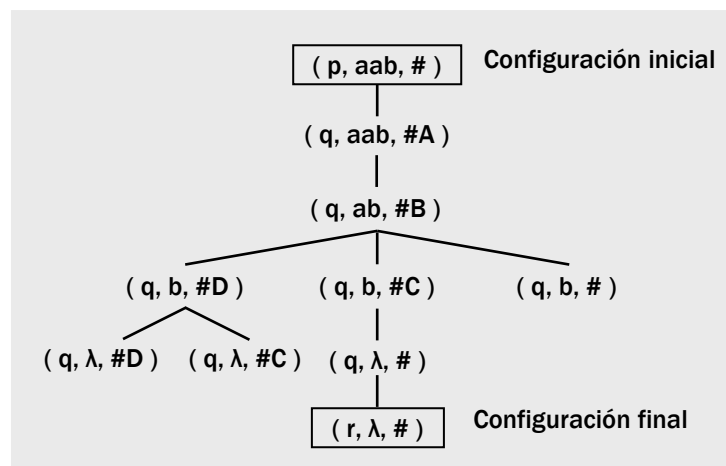 ( p, aab, # ) Configuración inicial
( q, aab, #A )
( q, ab, #B )
( q, b, #D ) ( q, b, #C ) ( q, b, # )
( q, λ, #D ) ( q, λ, #C ) ( q, λ, # )
( r, λ, # ) Configuración final